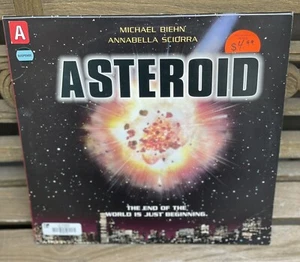 MICHAEL BIEHN
ANNABELLA SCIORRA
A
ASTEROID
THE END OF THE
WORLD IS JUST BEGINNING.